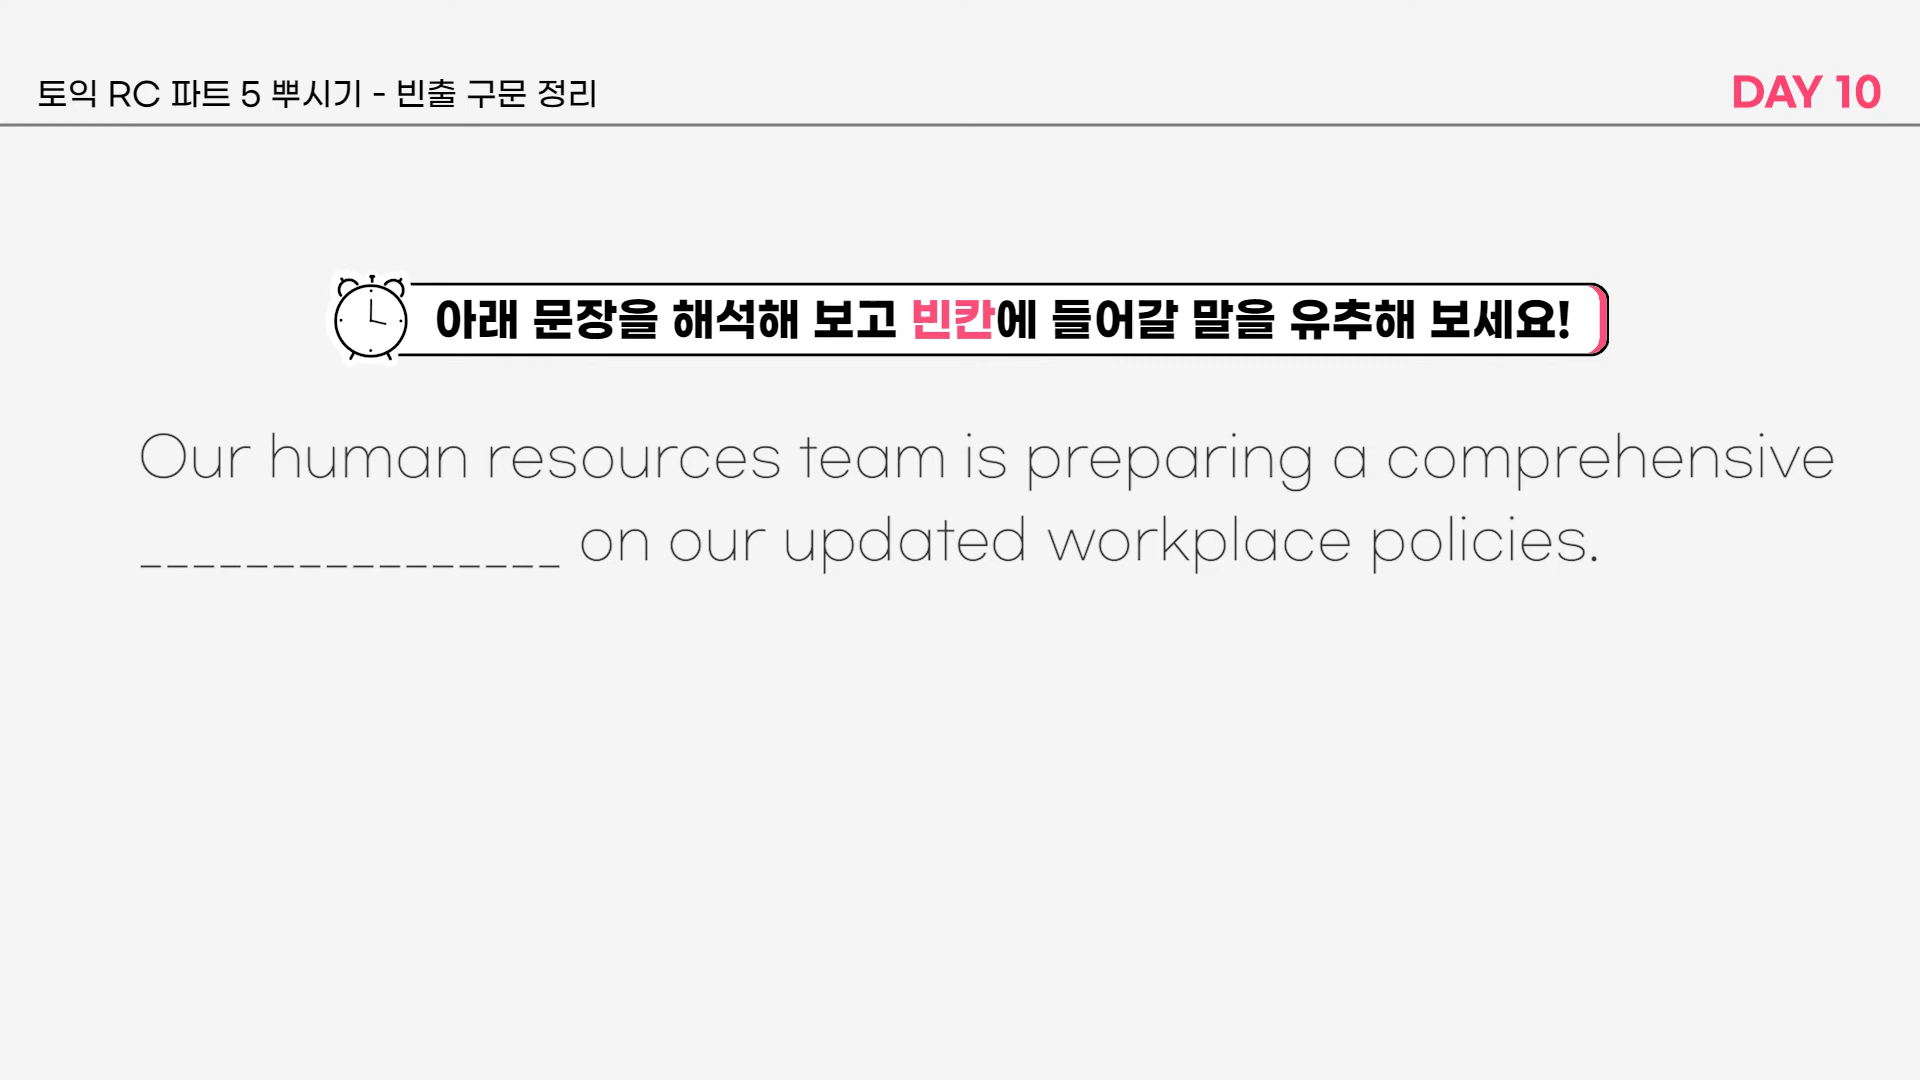 토익 RC 파트 5 뿌시기 - 빈출 구문 정리
DAY 10
아래 문장을 해석해 보고 빈칸에 들어갈 말을 유추해 보세요!
Our human resources team is preparing a comprehensive
________________ on our updated workplace policies.